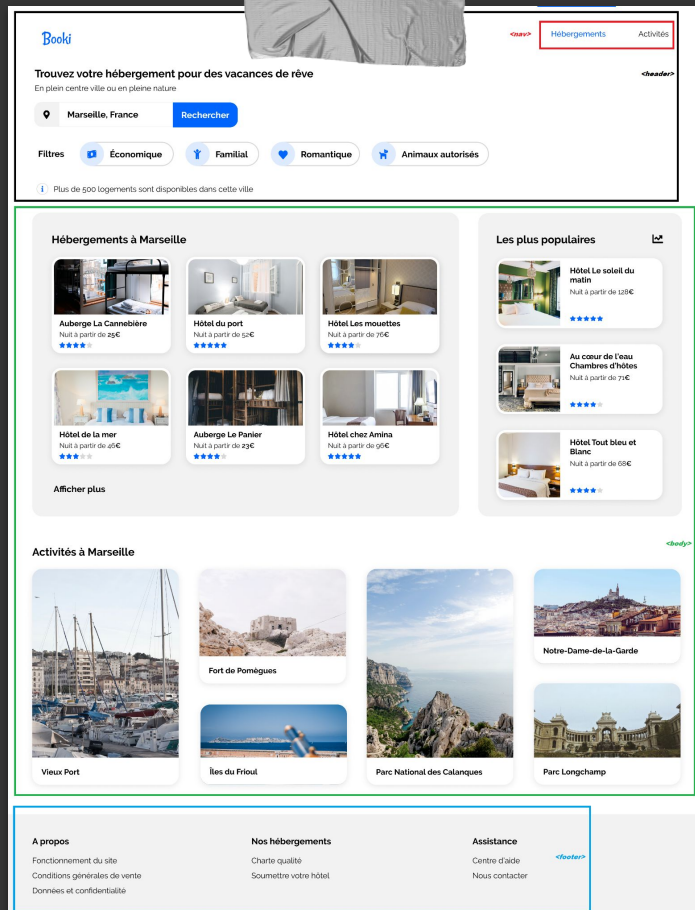 Booki
<nav>
Hébergements
Activités
Trouvez votre hébergement pour des vacances de rêve
<header>
En plein centre ville ou en pleine nature
Marseille, France
Rechercher
Filtres
Économique
Familial
Romantique
Animaux autorisés
i Plus de 500 logements sont disponibles dans cette ville
Hébergements à Marseille
Auberge La Cannebière
Nuit à partir de 25€
Hôtel du port
Nuit à partir de 52€
Hôtel Les mouettes
Nuit à partir de 76€
Hôtel de la mer
Nuit à partir de 46€
Auberge Le Panier
Nuit à partir de 23€
Hôtel chez Amina
Nuit à partir de 96€
Afficher plus
Les plus populaires
Hôtel Le soleil du
matin
Nuit à partir de 128€
Au cœur de l'eau
Chambres d'hôtes
Nuit à partir de 71€
Hôtel Tout bleu et
Blanc
Nuit à partir de 68€
<body>
Activités à Marseille
Vieux Port
Fort de Pomègues
Îles du Frioul
Parc National des Calanques
Notre-Dame-de-la-Garde
Parc Longchamp
A propos
Fonctionnement du site
Conditions générales de vente
Données et confidentialité
Nos hébergements
Charte qualité
Soumettre votre hôtel
Assistance
Centre d'aide
Nous contacter
<footer>